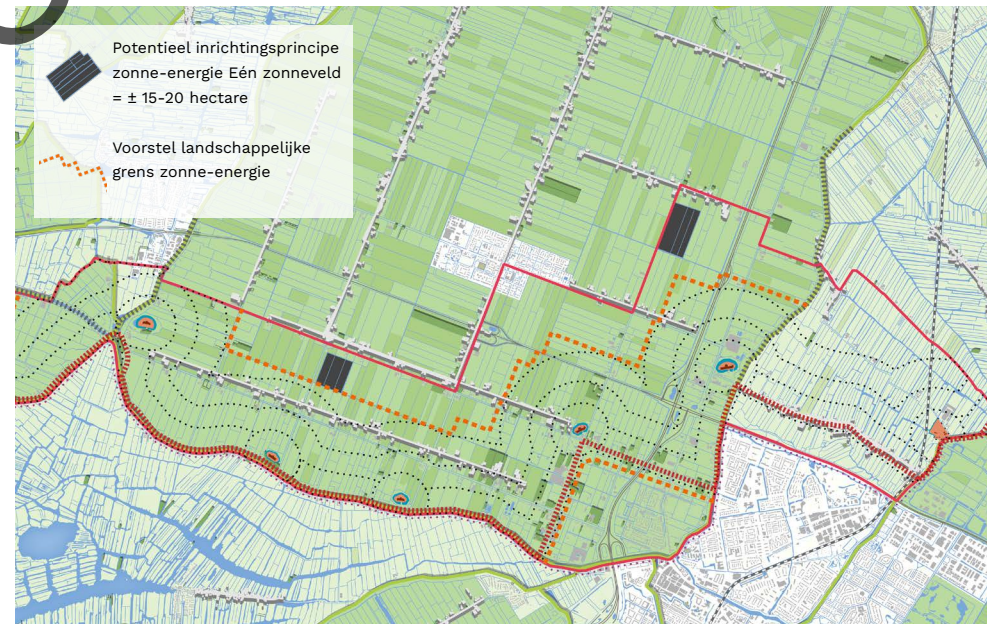 Potentieel inrichtingsprincipe
zonne-energie Eén zonneveld
= ± 15-20 hectare
Voorstel landschappelijke
grens zonne-energie